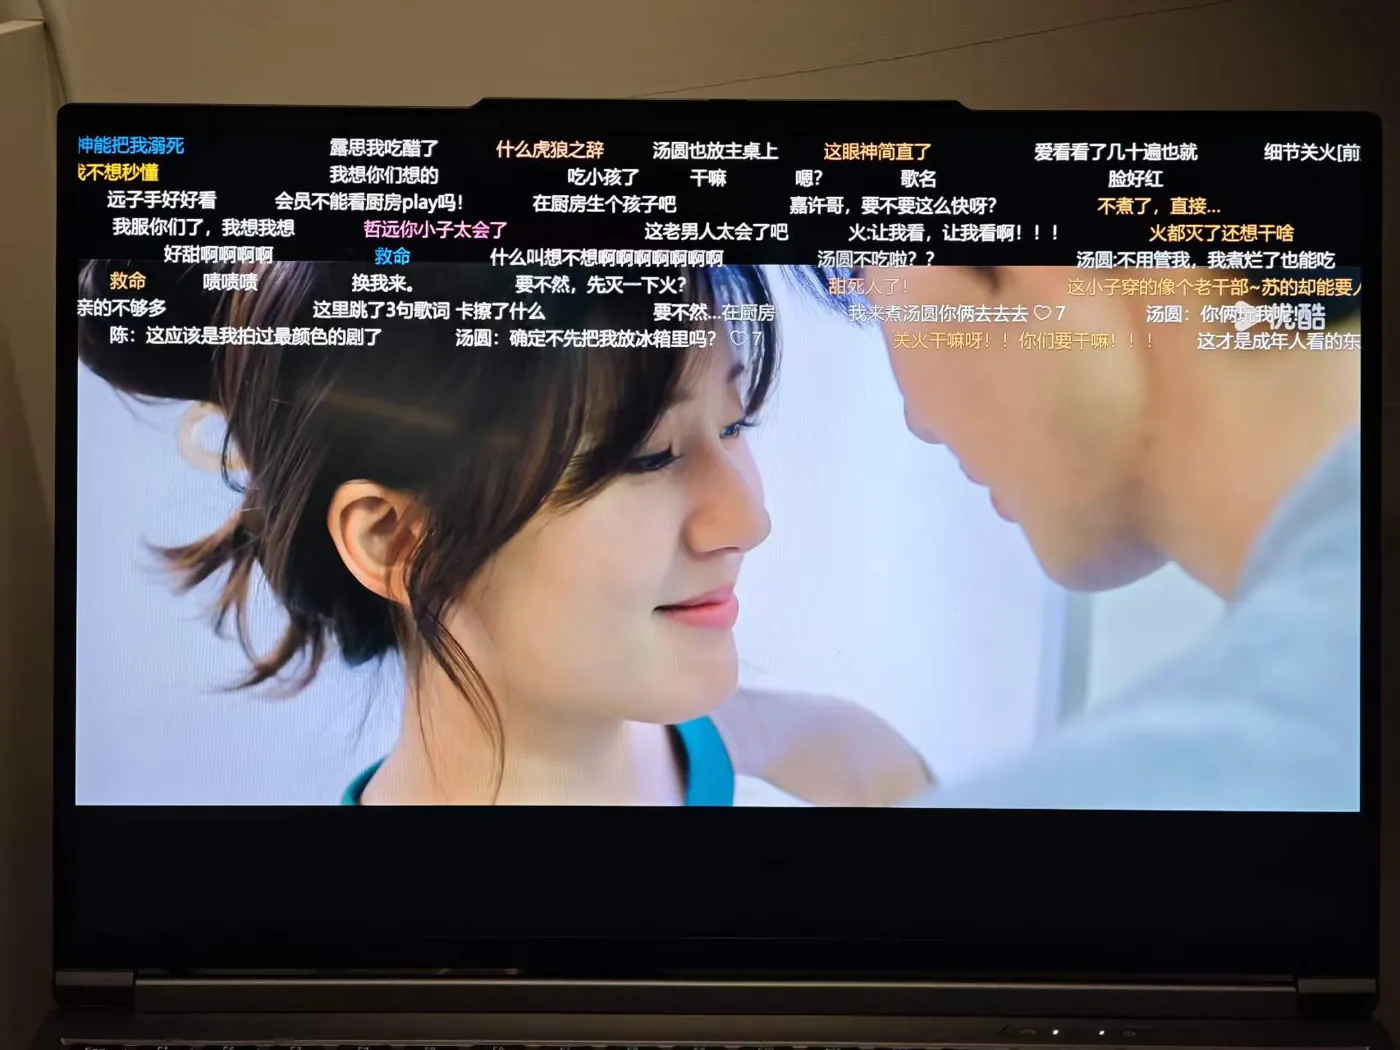 神能把我溺死 露思我吃醋了 什么虎狼之辞 汤圆也放主桌上 这眼神简直了 爱看看了几十遍也就 细节关火[前
我不想秒懂 我想你们想的 吃小孩了 干嘛 嗯? 歌名 脸好红
远子手好好看 会员不能看厨房play吗! 在厨房生个孩子吧 嘉许哥，要不要这么快呀? 不煮了，直接...
我服你们了，我想我想 哲远你小子太会了 这老男人太会了吧 火:让我看，让我看啊！！！ 火都灭了还想干啥
好甜啊啊啊啊 救命 什么叫想不想啊啊啊啊啊啊啊 汤圆不吃啦？? 汤圆:不用管我，我煮烂了也能吃
救命 啧啧啧 换我来。 要不然，先灭一下火? 甜死人了！ 这小子穿的像个老干部~苏的却能要人
亲的不够多 这里跳了3句歌词 卡擦了什么 要不然...在厨房 我来煮汤圆你俩去去去 ♡7 汤圆：你俩玩我呢!
陈：这应该是我拍过最颜色的剧了 汤圆：确定不先把我放冰箱里吗? ♡7 关火干嘛呀！！你们要干嘛！！！ 这才是成年人看的东
优酷